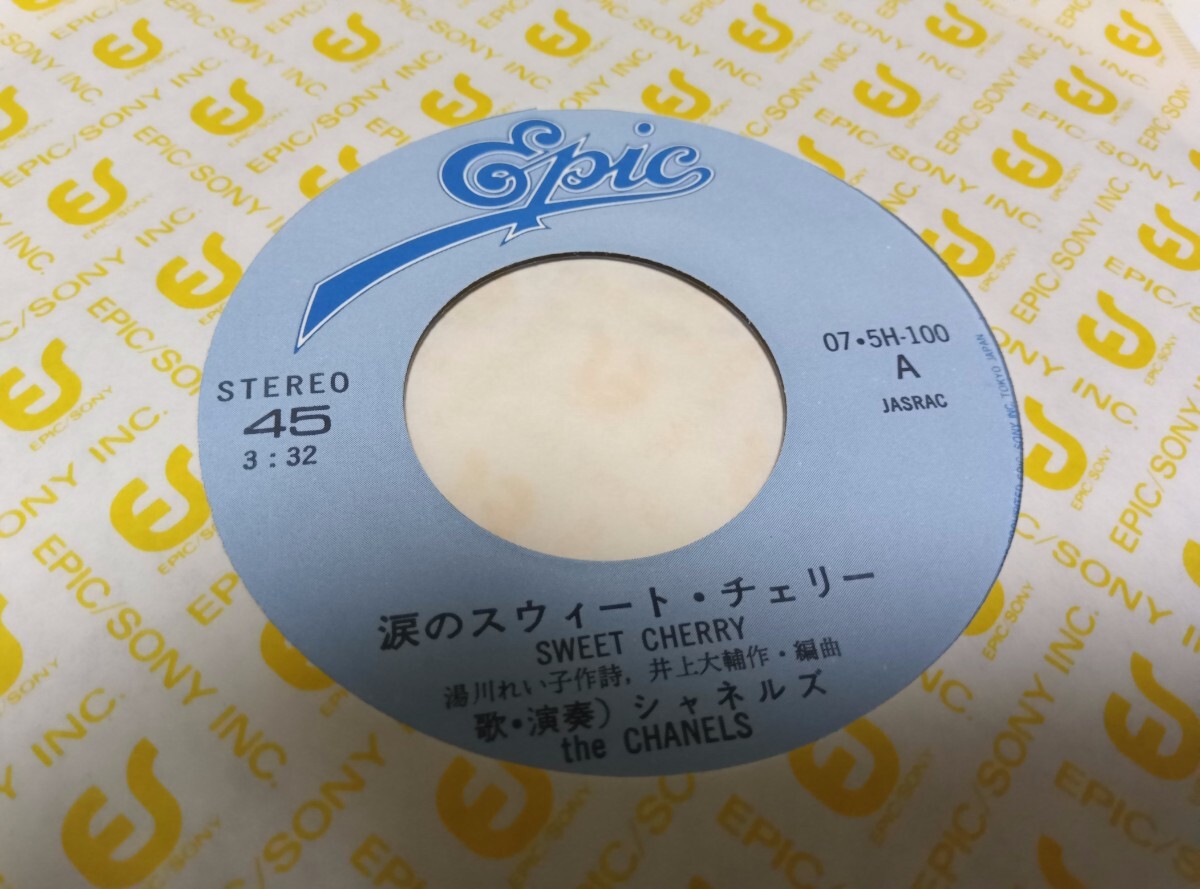 Epic
STEREO
45
3:32
07•5H-100
A
JASRAC
涙のスウィート・チェリー
SWEET CHERRY
湯川れい子作詩, 井上大輔作・編曲
歌・演奏) シャネルズ
the CHANELS
EPIC/SONY INC.
EPIC/SONY